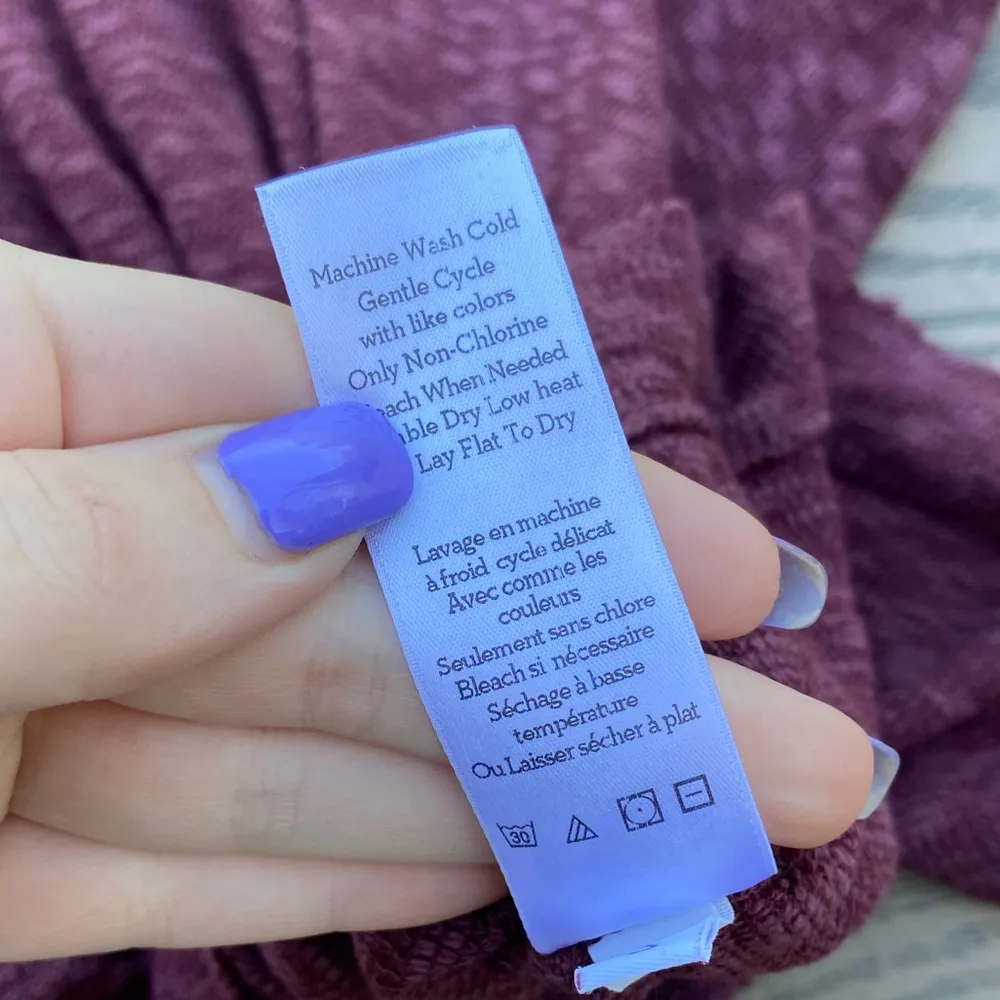 Machine Wash Cold
Gentle Cycle
with like colors
Only Non-Chlorine
each When Needed
ble Dry Low heat
Lay Flat To Dry
Lavage en machine
à froid cycle délicat
Avec comme les
couleurs
Seulement sans chlore
Bleach si nécessaire
Séchage à basse
température
Ou Laisser sécher à plat
30